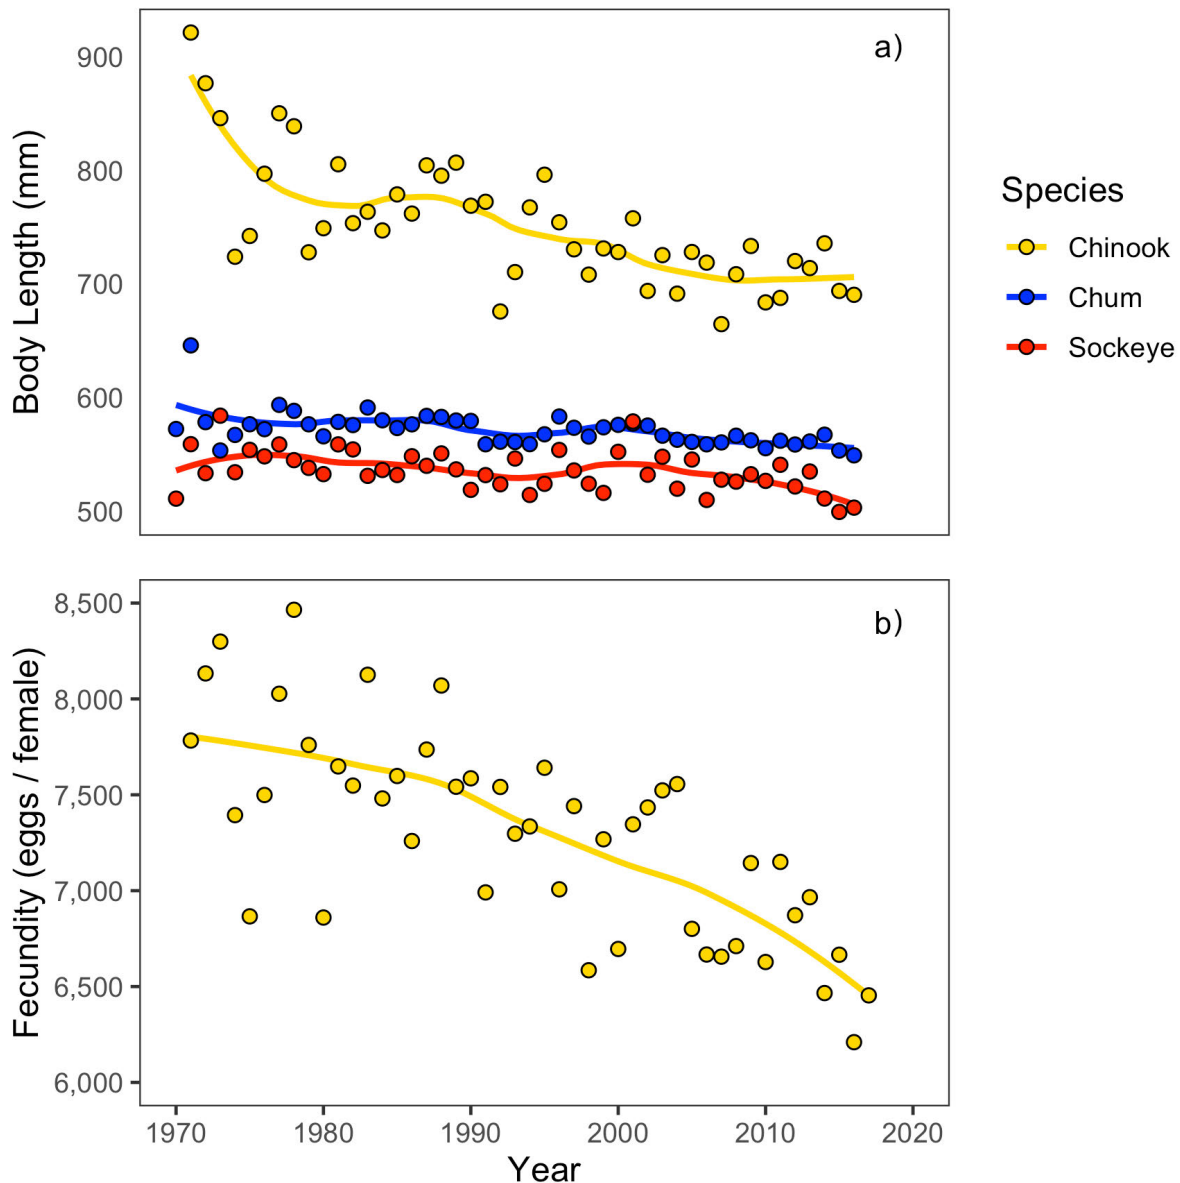 a)
900
800
700
600
500
Body Length (mm)
Species
Chinook
Chum
Sockeye
b)
8,500
8,000
7,500
7,000
6,500
6,000
Fecundity (eggs / female)
1970 1980 1990 2000 2010 2020
Year